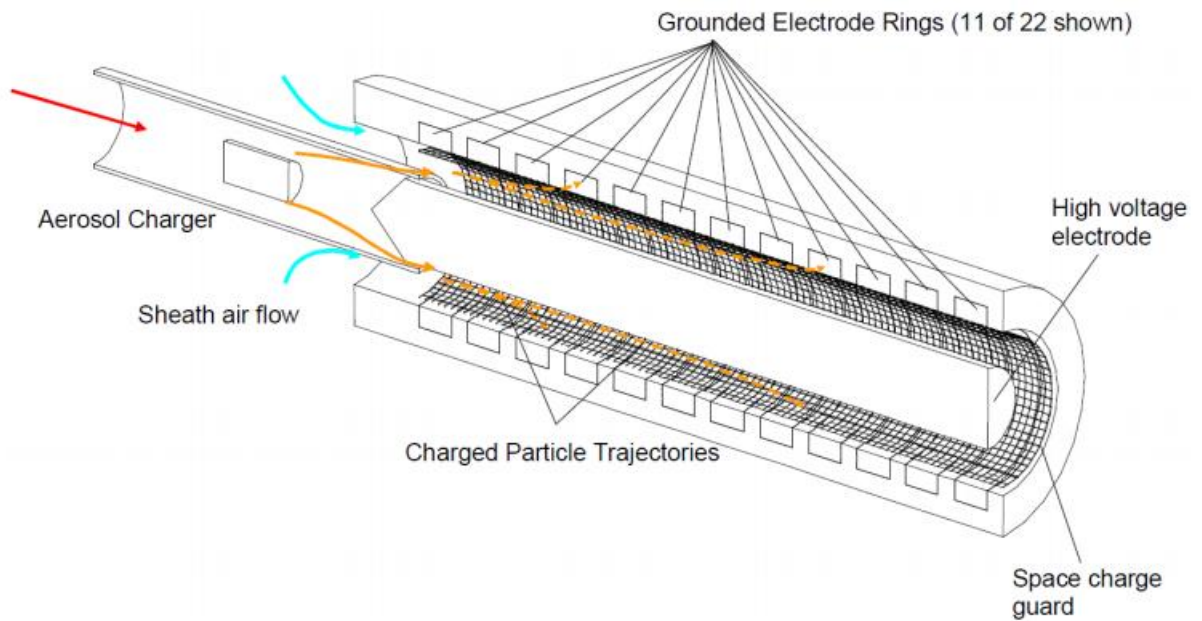 Grounded Electrode Rings (11 of 22 shown)
Aerosol Charger
High voltage
electrode
Sheath air flow
Charged Particle Trajectories
Space charge
guard